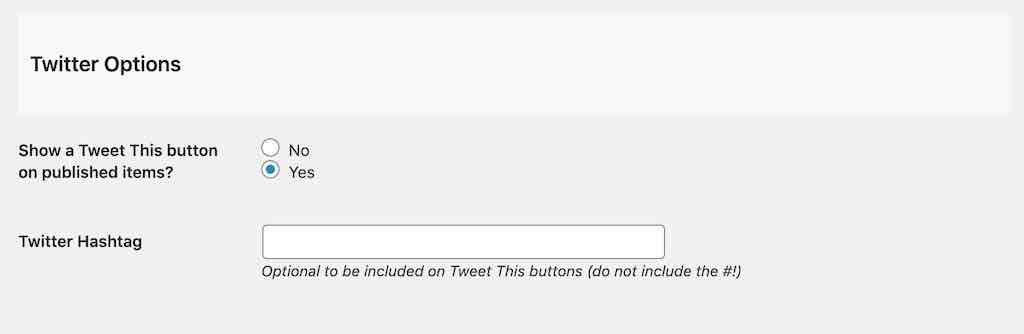 Twitter Options
Show a Tweet This button
on published items?
No
Yes
Twitter Hashtag
Optional to be included on Tweet This buttons (do not include the #!)